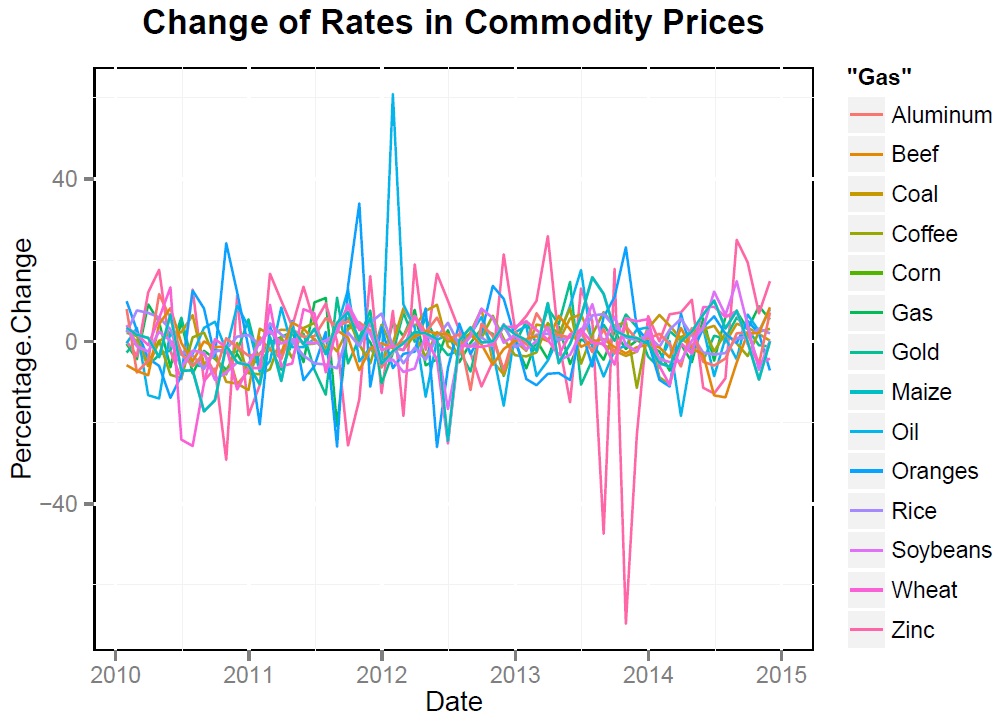 Change of Rates in Commodity Prices
Percentage.Change
40
0
−40
2010 2011 2012 2013 2014 2015
Date
"Gas"
Aluminum
Beef
Coal
Coffee
Corn
Gas
Gold
Maize
Oil
Oranges
Rice
Soybeans
Wheat
Zinc